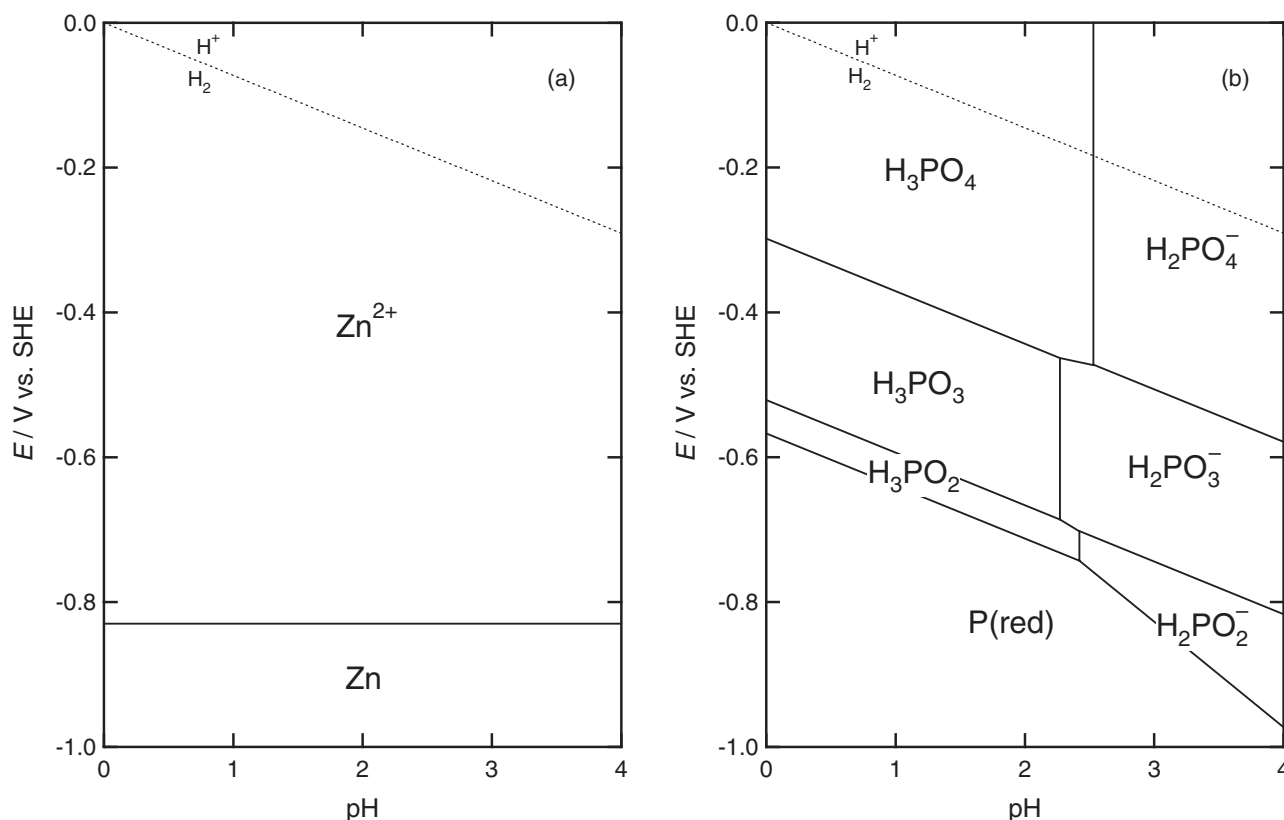 0.0
-0.2
-0.4
-0.6
-0.8
-1.0
E / V vs. SHE
H⁺
H₂
(a)
Zn²⁺
Zn
0 1 2 3 4
pH
0.0
-0.2
-0.4
-0.6
-0.8
-1.0
E / V vs. SHE
H⁺
H₂
(b)
H₃PO₄
H₂PO₄⁻
H₃PO₃
H₂PO₃⁻
H₃PO₂
P(red)
H₂PO₂⁻
0 1 2 3 4
pH